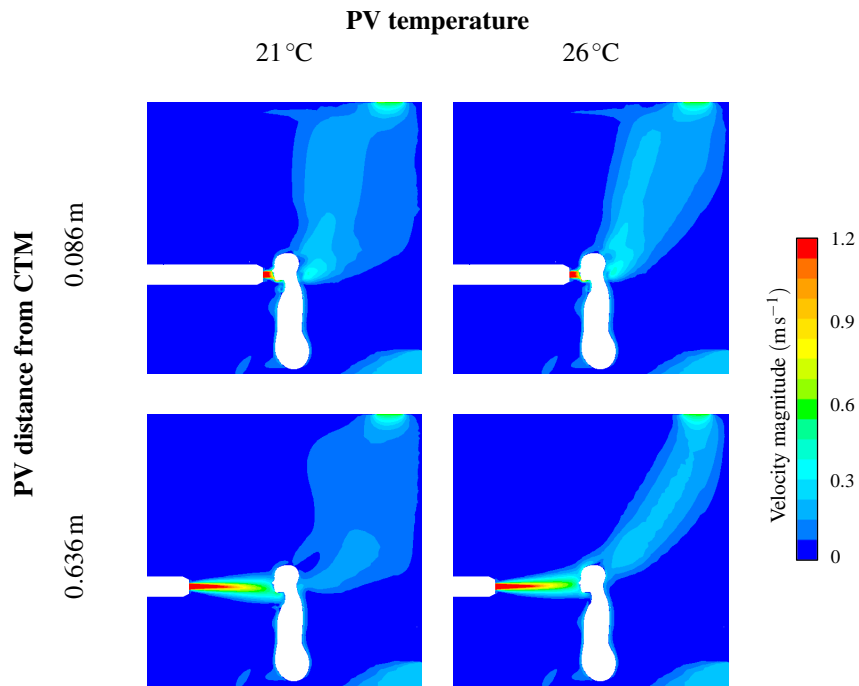 PV temperature
21 °C 26 °C
PV distance from CTM
0.086 m
0.636 m
Velocity magnitude (m s⁻¹)
1.2
0.9
0.6
0.3
0